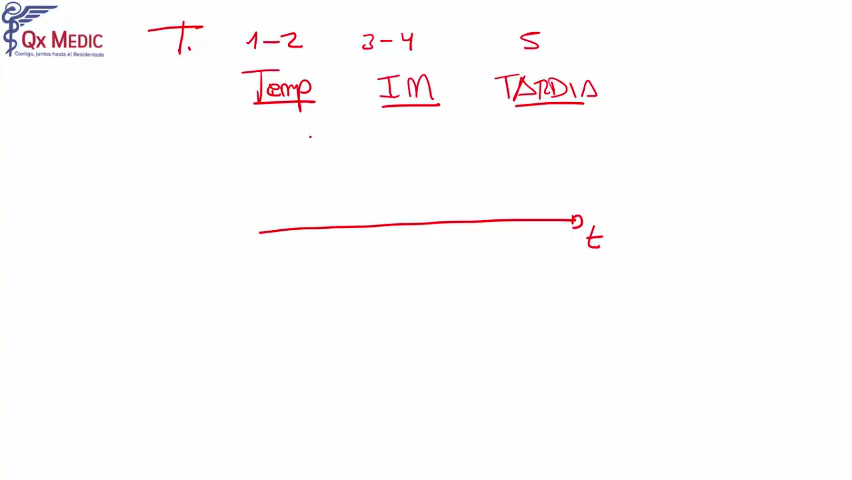 Qx MEDIC
Contigo, juntos hasta el Residentado
T. 1-2 3-4 5
Temp IM TARDIA
t